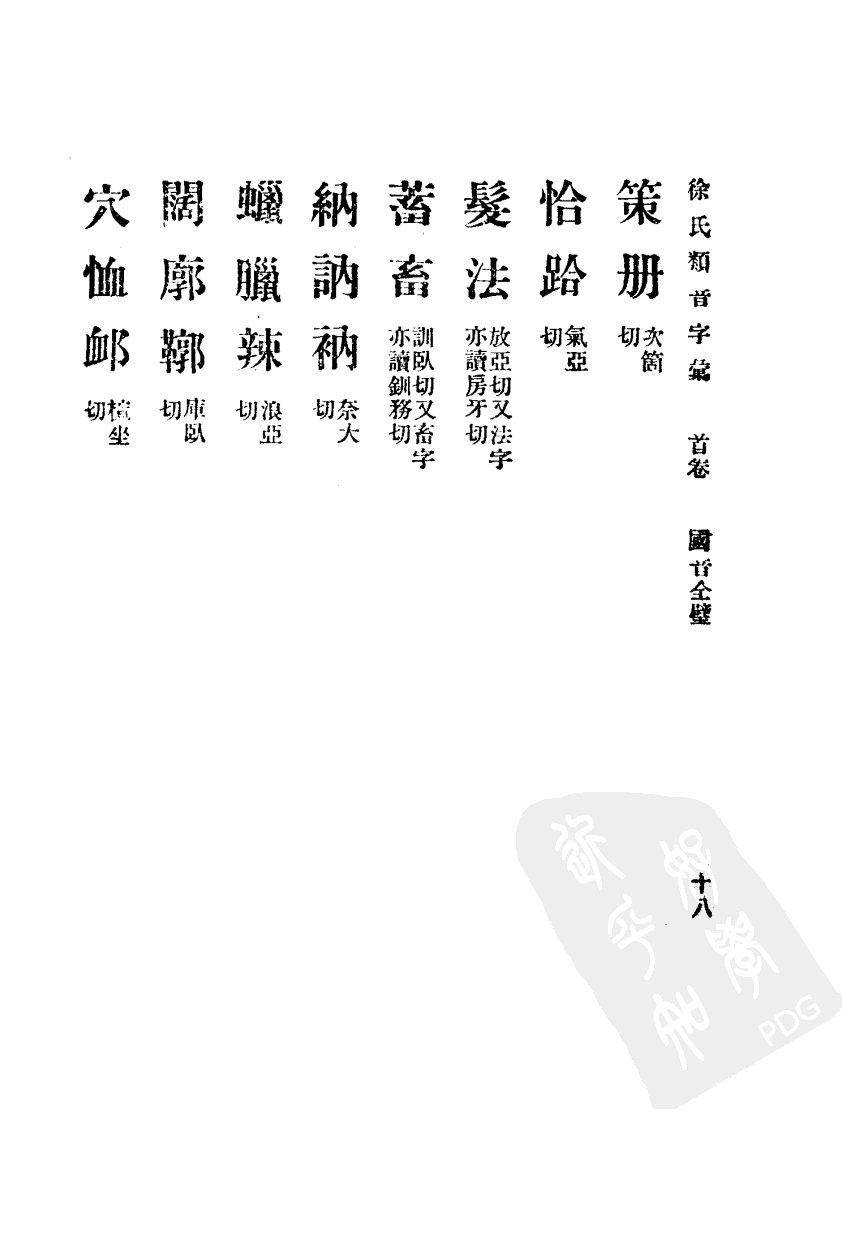 徐氏類音字彙 首卷 國音全璧 十八
策册 次箇切
恰跲 氣亞切
髮法 放亞切又法字亦讀房牙切
蓄畜 訓臥切又畜字亦讀釧務切
納訥衲 奈大切
蠟臘辣 浪亞切
闊廓鞹 庫臥切
穴恤卹 坐切
PDG